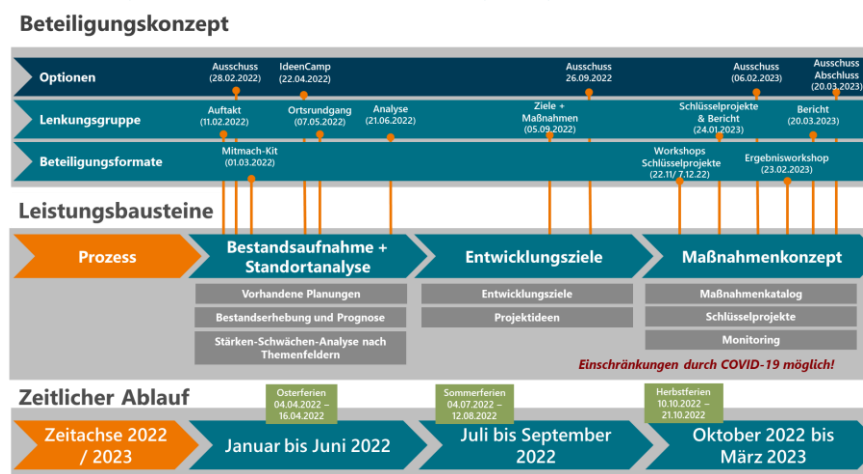 Beteiligungskonzept
Optionen
Ausschuss
(28.02.2022)
IdeenCamp
(22.04.2022)
Ausschuss
26.09.2022
Ausschuss
(06.02.2023)
Ausschuss
Abschluss
(20.03.2023)
Lenkungsgruppe
Auftakt
(11.02.2022)
Ortsrundgang
(07.05.2022)
Analyse
(21.06.2022)
Ziele +
Maßnahmen
(05.09.2022)
Schlüsselprojekte
& Bericht
(24.01.2023)
Bericht
(20.03.2023)
Beteiligungsformate
Mitmach-Kit
(01.03.2022)
Workshops
Schlüsselprojekte
(22.11/ 7.12.22)
Ergebnisworkshop
(23.02.2023)
Leistungsbausteine
Prozess
Bestandsaufnahme +
Standortanalyse
Entwicklungsziele
Maßnahmenkonzept
Vorhandene Planungen
Bestandserhebung und Prognose
Stärken-Schwächen-Analyse nach
Themenfeldern
Entwicklungsziele
Projektideen
Maßnahmenkatalog
Schlüsselprojekte
Monitoring
Einschränkungen durch COVID-19 möglich!
Zeitlicher Ablauf
Osterferien
04.04.2022 –
16.04.2022
Sommerferien
04.07.2022 –
12.08.2022
Herbstferien
10.10.2022 –
21.10.2022
Zeitachse 2022
/ 2023
Januar bis Juni 2022
Juli bis September
2022
Oktober 2022 bis
März 2023